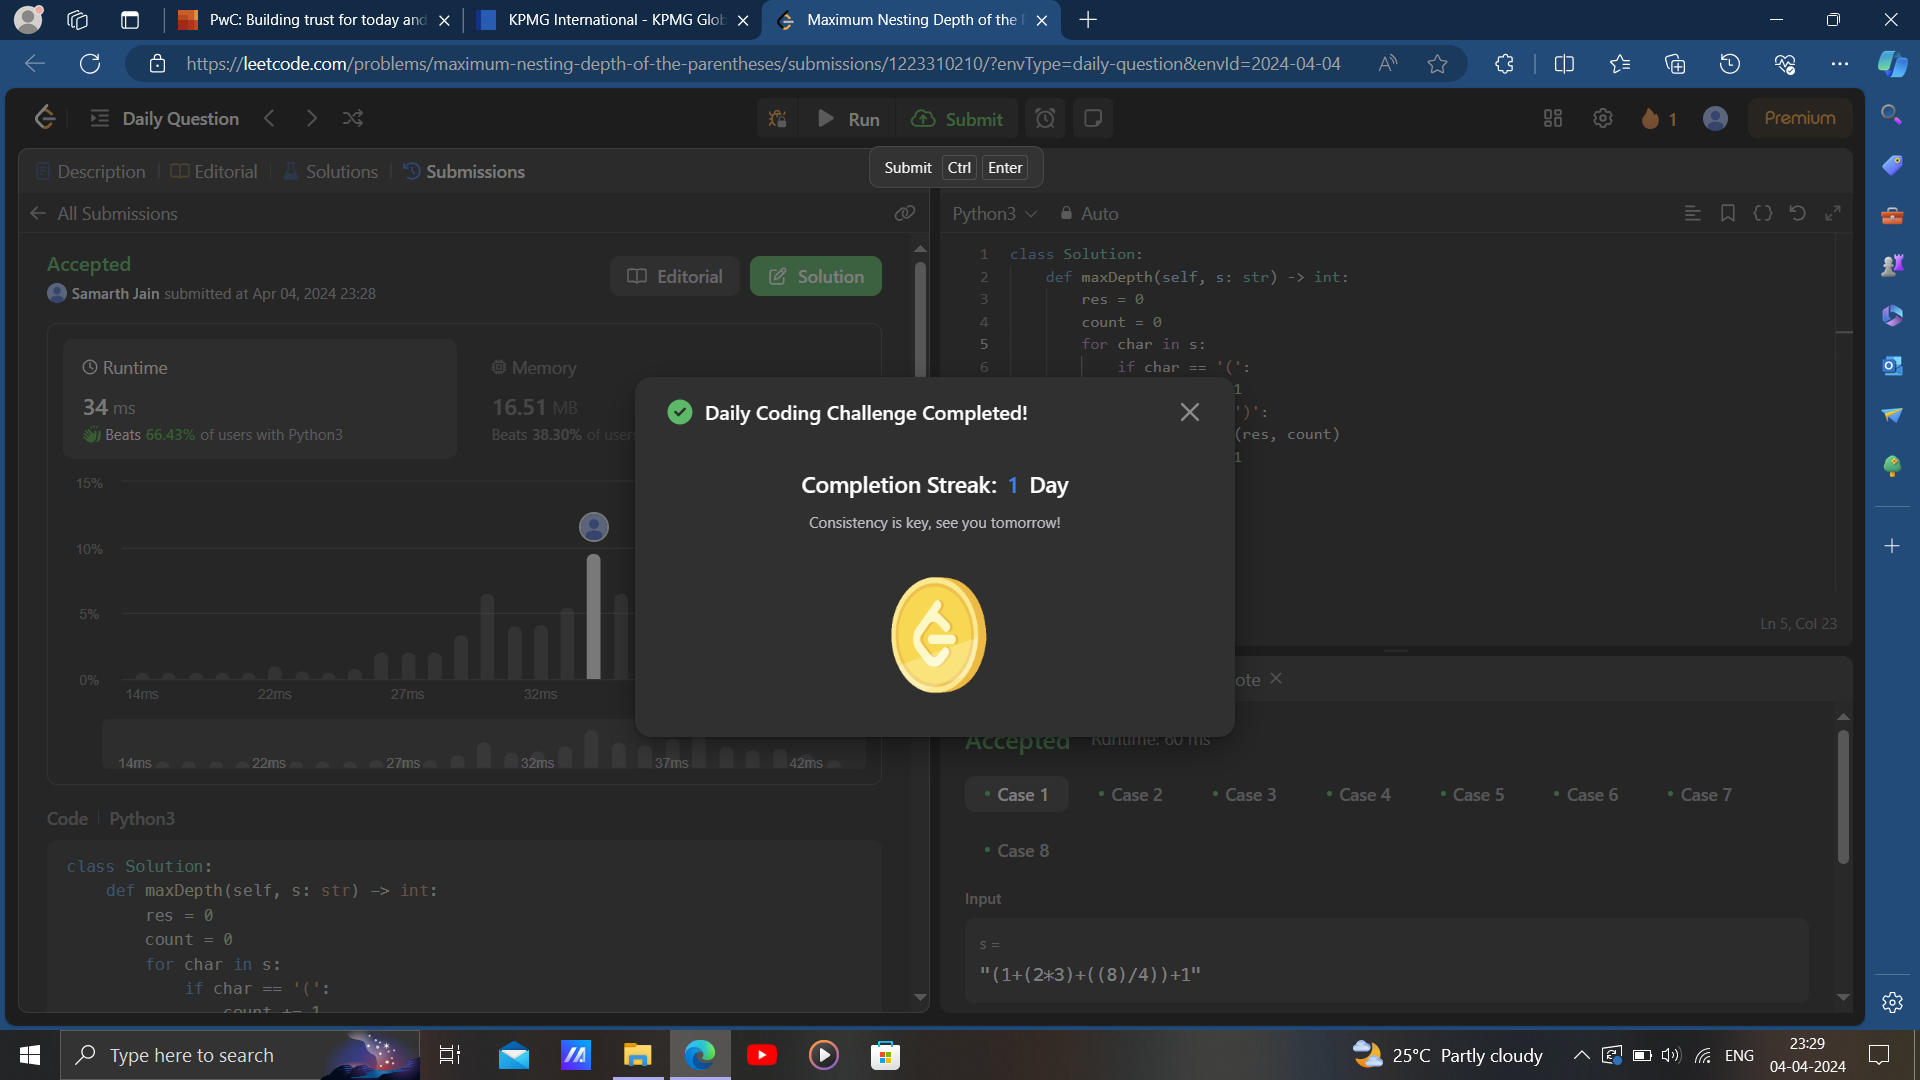 PwC: Building trust for today and
KPMG International - KPMG Glob
Maximum Nesting Depth of the
https://leetcode.com/problems/maximum-nesting-depth-of-the-parentheses/submissions/1223310210/?envType=daily-question&envId=2024-04-04
Daily Question
Run
Submit
1
Premium
Submit Ctrl Enter
Description
Editorial
Solutions
Submissions
All Submissions
Accepted
Samarth Jain submitted at Apr 04, 2024 23:28
Editorial
Solution
Runtime
34 ms
Beats 66.43% of users with Python3
Memory
16.51 MB
Beats 38.30% of users
15%
10%
5%
0%
14ms 22ms 27ms 32ms
14ms 22ms 27ms 32ms 37ms 42ms
Code | Python3
class Solution:
def maxDepth(self, s: str) -> int:
res = 0
count = 0
for char in s:
if char == '(':
count += 1
Python3
Auto
1 class Solution:
2 def maxDepth(self, s: str) -> int:
3 res = 0
4 count = 0
5 for char in s:
6 if char == '(':
1
')':
(res, count)
1
Ln 5, Col 23
Daily Coding Challenge Completed!
Completion Streak: 1 Day
Consistency is key, see you tomorrow!
ote
Accepted Runtime: 60 ms
Case 1
Case 2
Case 3
Case 4
Case 5
Case 6
Case 7
Case 8
Input
s =
"(1+(2*3)+((8)/4))+1"
Type here to search
25°C Partly cloudy
ENG
23:29
04-04-2024